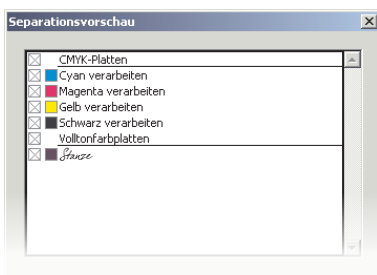 Separationsvorschau
CMYK-Platten
Cyan verarbeiten
Magenta verarbeiten
Gelb verarbeiten
Schwarz verarbeiten
Volltonfarbplatten
Stanze